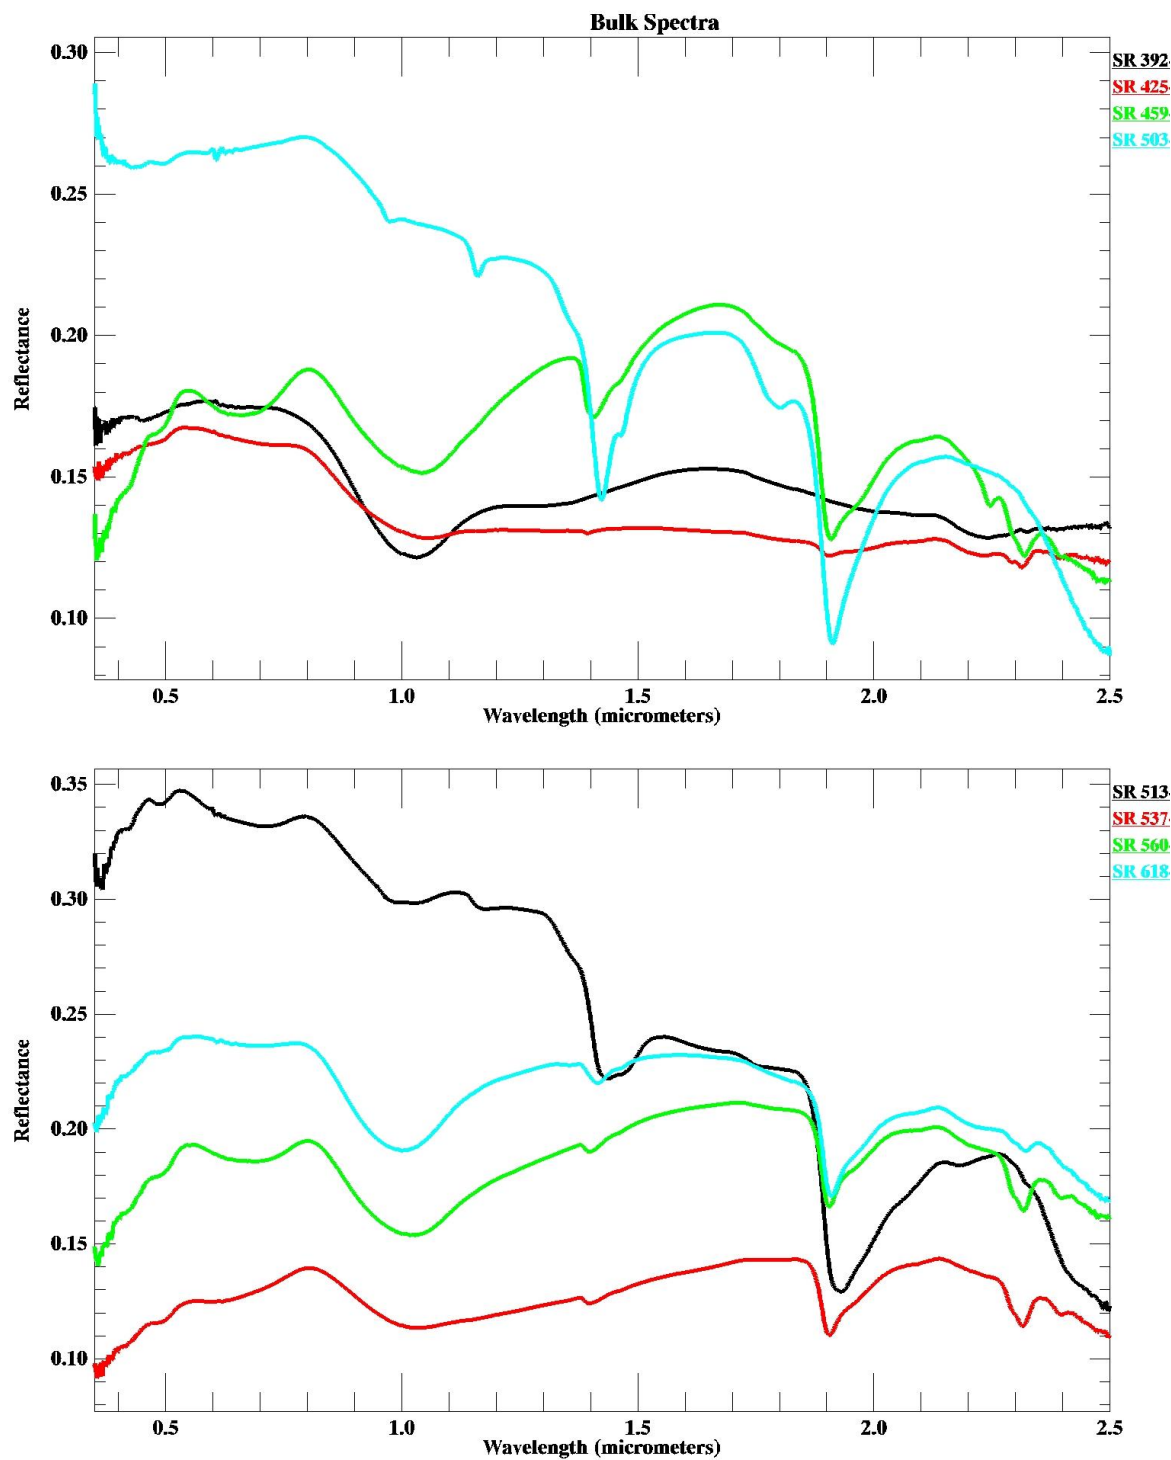 Bulk Spectra
0.30
0.25
0.20
0.15
0.10
Reflectance
SR 392-
SR 425-
SR 459-
SR 503-
0.5 1.0 1.5 2.0 2.5
Wavelength (micrometers)
0.35
0.30
0.25
0.20
0.15
0.10
Reflectance
SR 513-
SR 537-
SR 560-
SR 618-
0.5 1.0 1.5 2.0 2.5
Wavelength (micrometers)